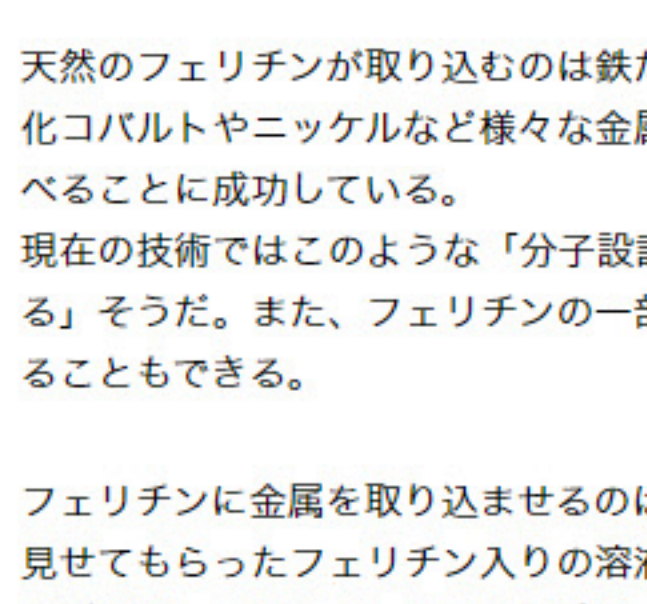 天然のフェリチンが取り込むのは鉄
化コバルトやニッケルなど様々な金属
べることに成功している。
現在の技術ではこのような「分子設
る」そうだ。また、フェリチンの一部
ることもできる。
フェリチンに金属を取り込ませるのは
見せてもらったフェリチン入りの溶液